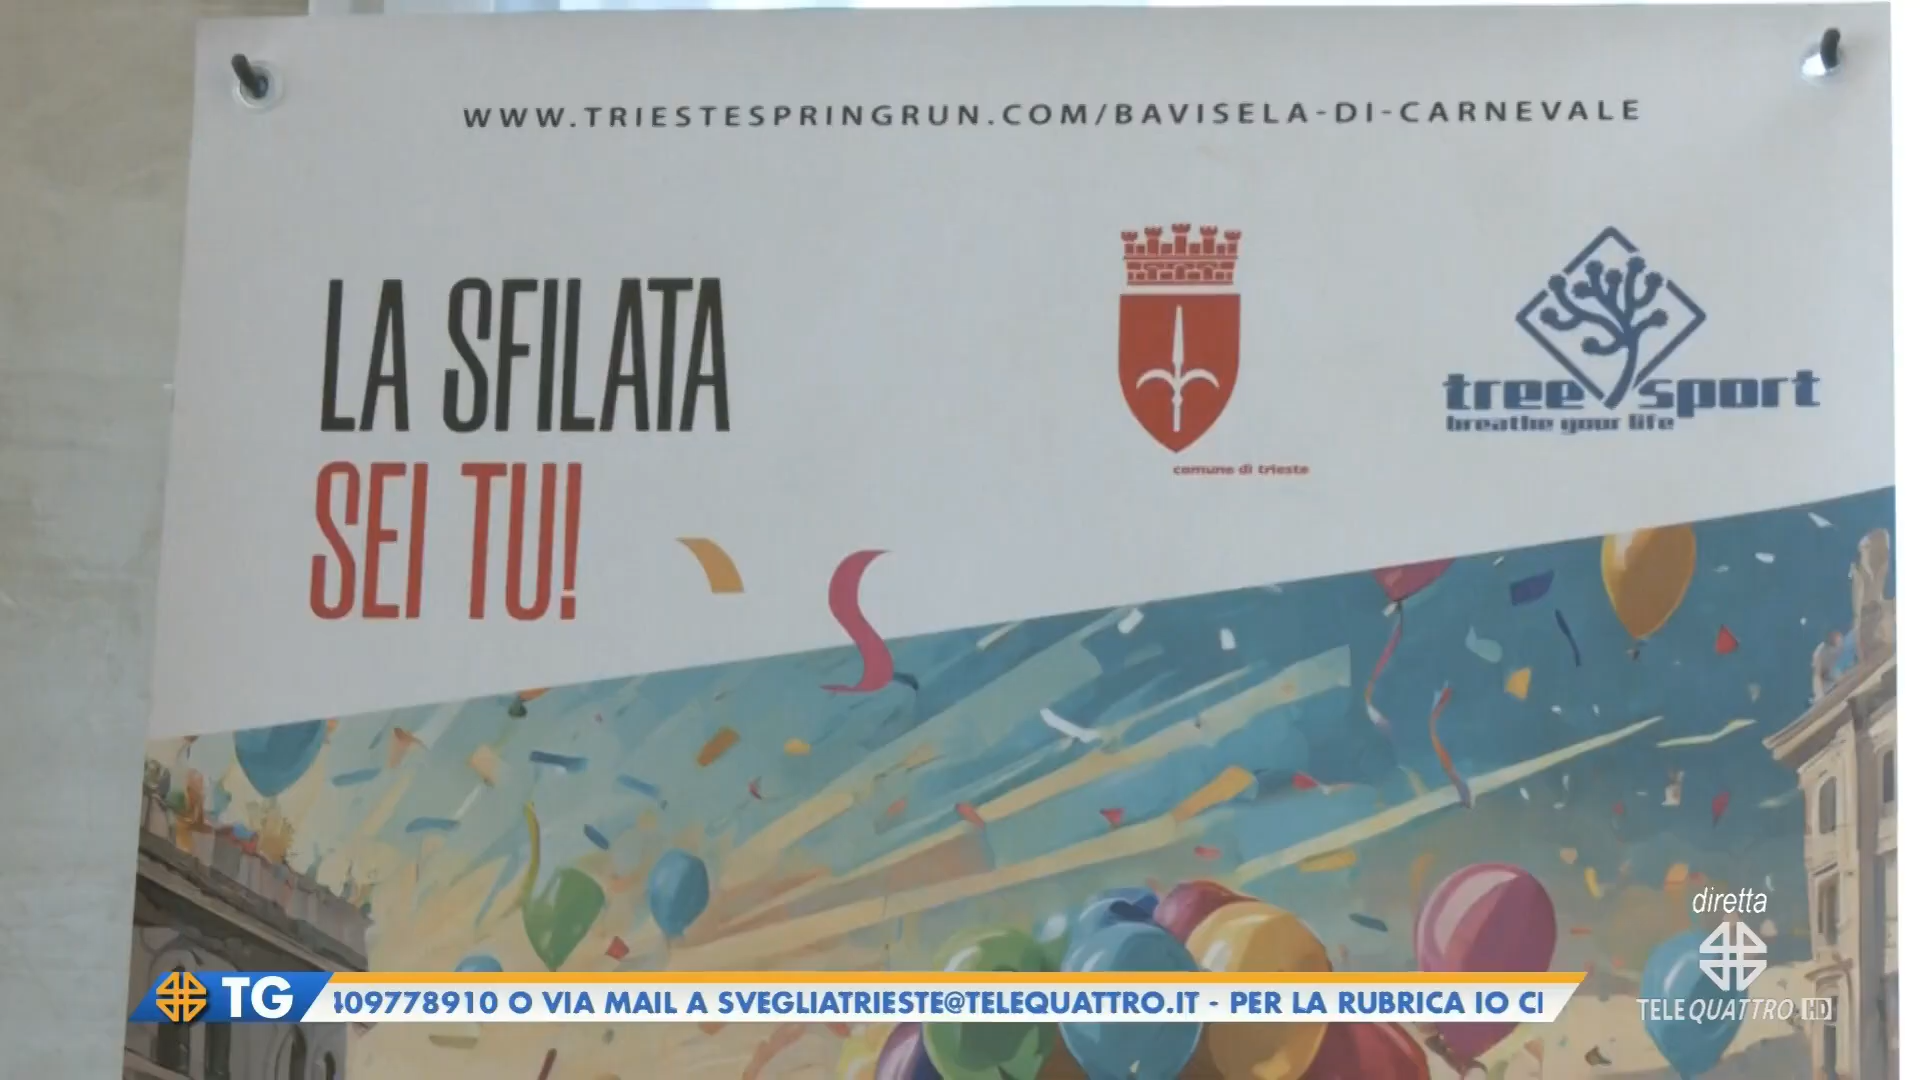 WWW.TRIESTESPRINGRUN.COM/BAVISELA-DI-CARNEVALE
LA SFILATA
SEI TU!
comune di trieste
tree sport
breathe your life
diretta
TG
409778910 O VIA MAIL A SVEGLIATRIESTE@TELEQUATTRO.IT - PER LA RUBRICA IO CI
TELEQUATTRO HD